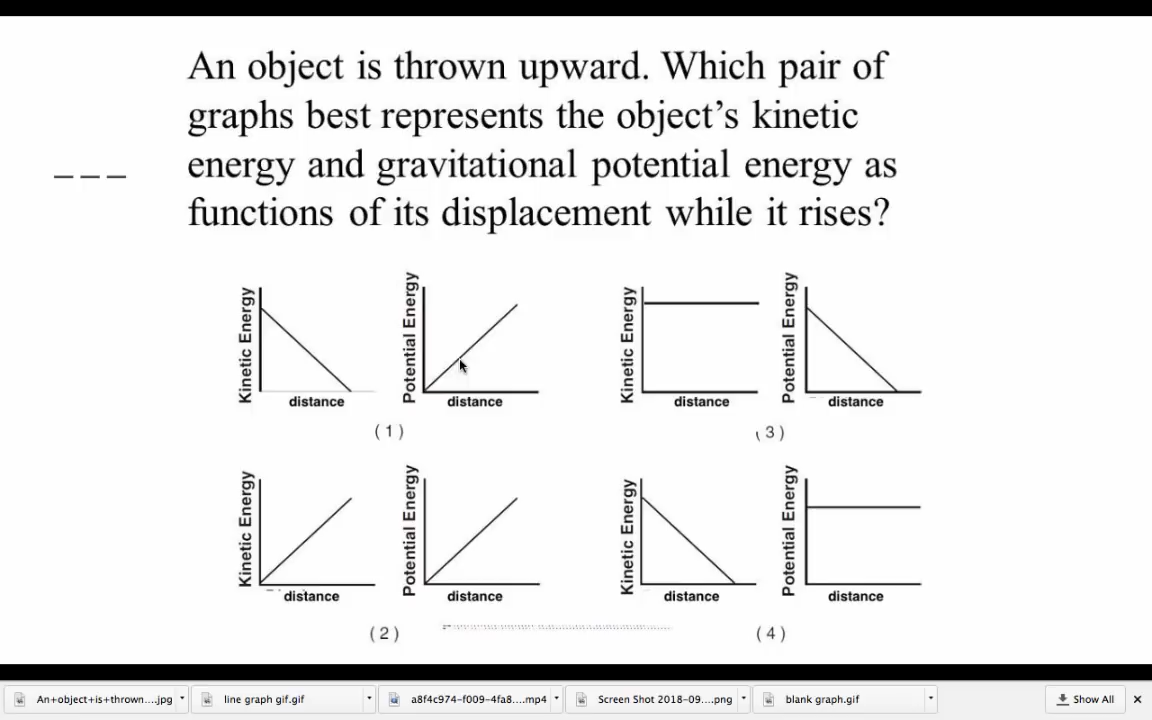 An object is thrown upward. Which pair of
graphs best represents the object’s kinetic
energy and gravitational potential energy as
functions of its displacement while it rises?
Kinetic Energy
distance
Potential Energy
distance
(1)
Kinetic Energy
distance
Potential Energy
distance
(3)
Kinetic Energy
distance
Potential Energy
distance
(2)
Kinetic Energy
distance
Potential Energy
distance
(4)
An+object+is+thrown....jpg
line graph gif.gif
a8f4c974-f009-4fa8....mp4
Screen Shot 2018-09....png
blank graph.gif
Show All